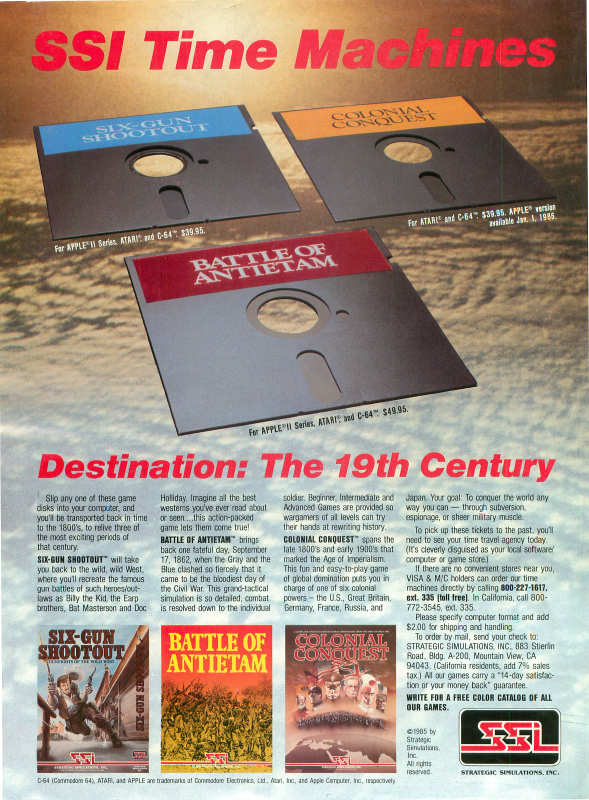 SSI Time Machines
SIX-GUN
SHOOTOUT
COLONIAL
CONQUEST
For APPLE® II Series, ATARI® and C-64™. $39.95.
For ATARI® and C-64™. $39.95. APPLE® version
available Jan. 1, 1986.
BATTLE OF
ANTIETAM
For APPLE® II Series, ATARI®, and C-64™. $49.95.
Destination: The 19th Century
Slip any one of these game
disks into your computer, and
you'll be transported back in time
to the 1800's, to relive three of
the most exciting periods of
that century.
SIX-GUN SHOOTOUT™ will take
you back to the wild, wild West,
where you'll recreate the famous
gun battles of such heroes/out-
laws as Billy the Kid, the Earp
brothers, Bat Masterson and Doc
Holliday. Imagine all the best
westerns you've ever read about
or seen...this action-packed
game lets them come true!
BATTLE OF ANTIETAM™ brings
back one fateful day, September
17, 1862, when the Gray and the
Blue clashed so fiercely that it
came to be the bloodiest day of
the Civil War. This grand-tactical
simulation is so detailed, combat
is resolved down to the individual
soldier. Beginner, Intermediate and
Advanced Games are provided so
wargamers of all levels can try
their hands at rewriting history.
COLONIAL CONQUEST™ spans the
late 1800's and early 1900's that
marked the Age of Imperialism.
This fun and easy-to-play game
of global domination puts you in
charge of one of six colonial
powers – the U.S., Great Britain,
Germany, France, Russia, and
Japan. Your goal: To conquer the world any
way you can — through subversion,
espionage, or sheer military muscle.
To pick up these tickets to the past, you'll
need to see your time travel agency today.
(It's cleverly disguised as your local software/
computer or game store.)
If there are no convenient stores near you,
VISA & M/C holders can order our time
machines directly by calling 800-227-1617,
ext. 335 (toll free). In California, call 800-
772-3545, ext. 335.
Please specify computer format and add
$2.00 for shipping and handling.
To order by mail, send your check to:
STRATEGIC SIMULATIONS, INC., 883 Stierlin
Road, Bldg. A-200, Mountain View, CA
94043. (California residents, add 7% sales
tax.) All our games carry a "14-day satisfac-
tion or your money back" guarantee.
WRITE FOR A FREE COLOR CATALOG OF ALL
OUR GAMES.
SIX-GUN
SHOOTOUT
GUNFIGHTS OF THE WILD WEST
SIX-GUN SH
SSI
STRATEGIC SIMULATIONS, INC.
BATTLE OF
ANTIETAM
SSI
COLONIAL
CONQUEST
SSI
STRATEGIC SIMULATIONS, INC.
©1985 by
Strategic
Simulations,
Inc.
All rights
reserved.
SSI
STRATEGIC SIMULATIONS, INC.
C-64 (Commodore 64), ATARI, and APPLE are trademarks of Commodore Electronics, Ltd., Atari, Inc., and Apple Computer, Inc., respectively.